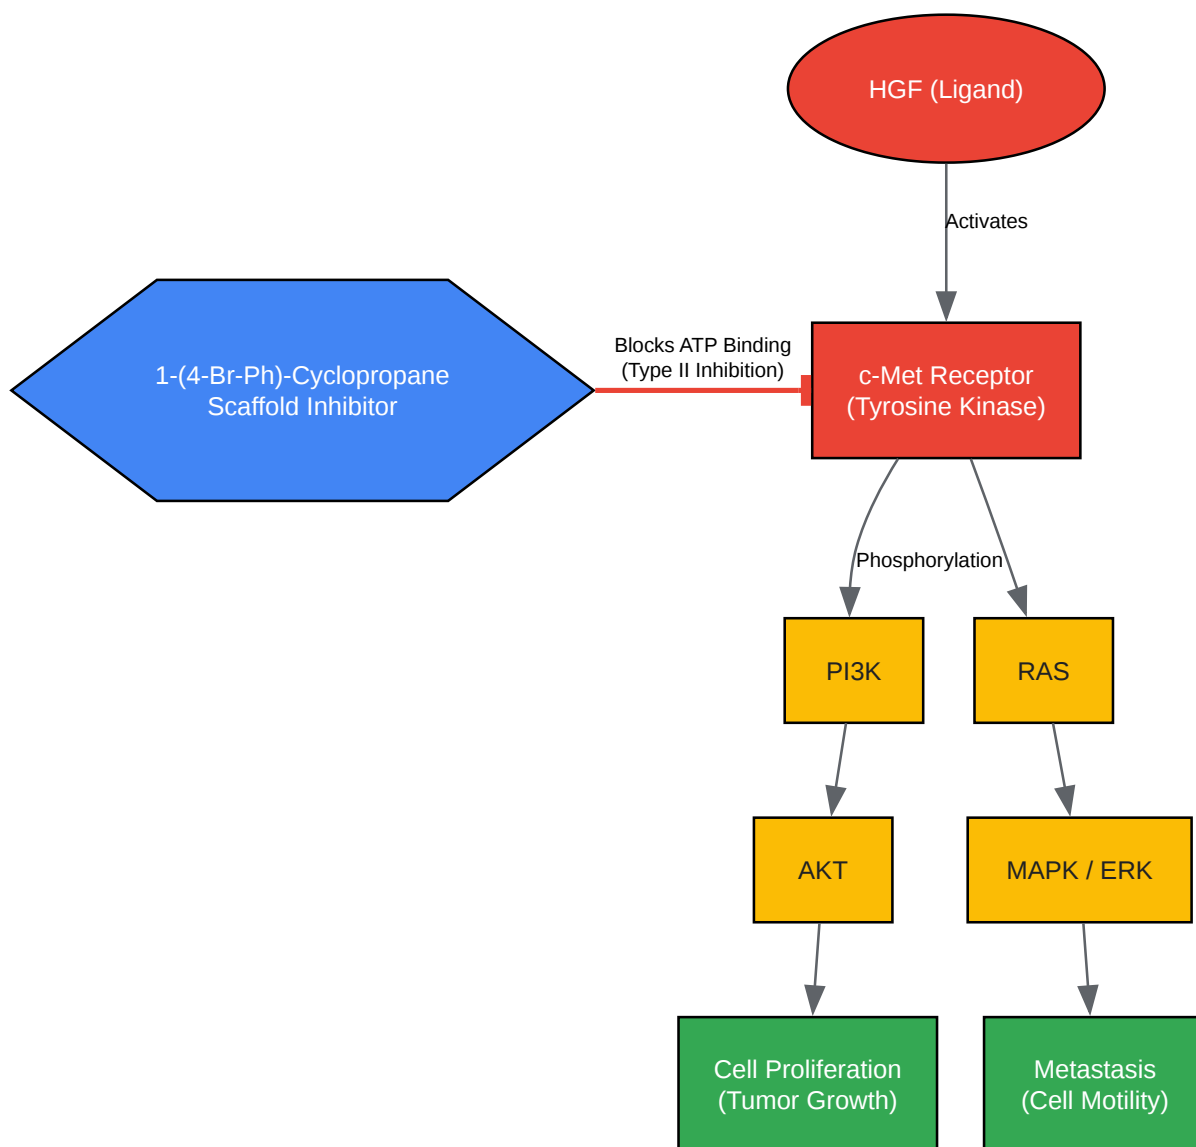 HGF (Ligand)
Activates
1-(4-Br-Ph)-Cyclopropane
Scaffold Inhibitor
Blocks ATP Binding
(Type II Inhibition)
c-Met Receptor
(Tyrosine Kinase)
Phosphorylation
PI3K
RAS
AKT
MAPK / ERK
Cell Proliferation
(Tumor Growth)
Metastasis
(Cell Motility)